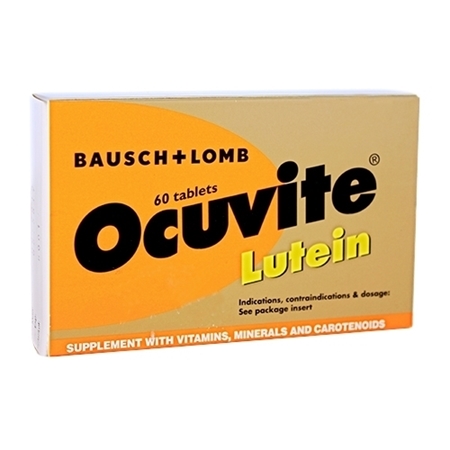 BAUSCH+LOMB
60 tablets
Ocuvite®
Lutein
Indications, contraindications & dosage:
See package insert
SUPPLEMENT WITH VITAMINS, MINERALS AND CAROTENOIDS